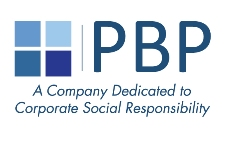 PBP
A Company Dedicated to
Corporate Social Responsibility